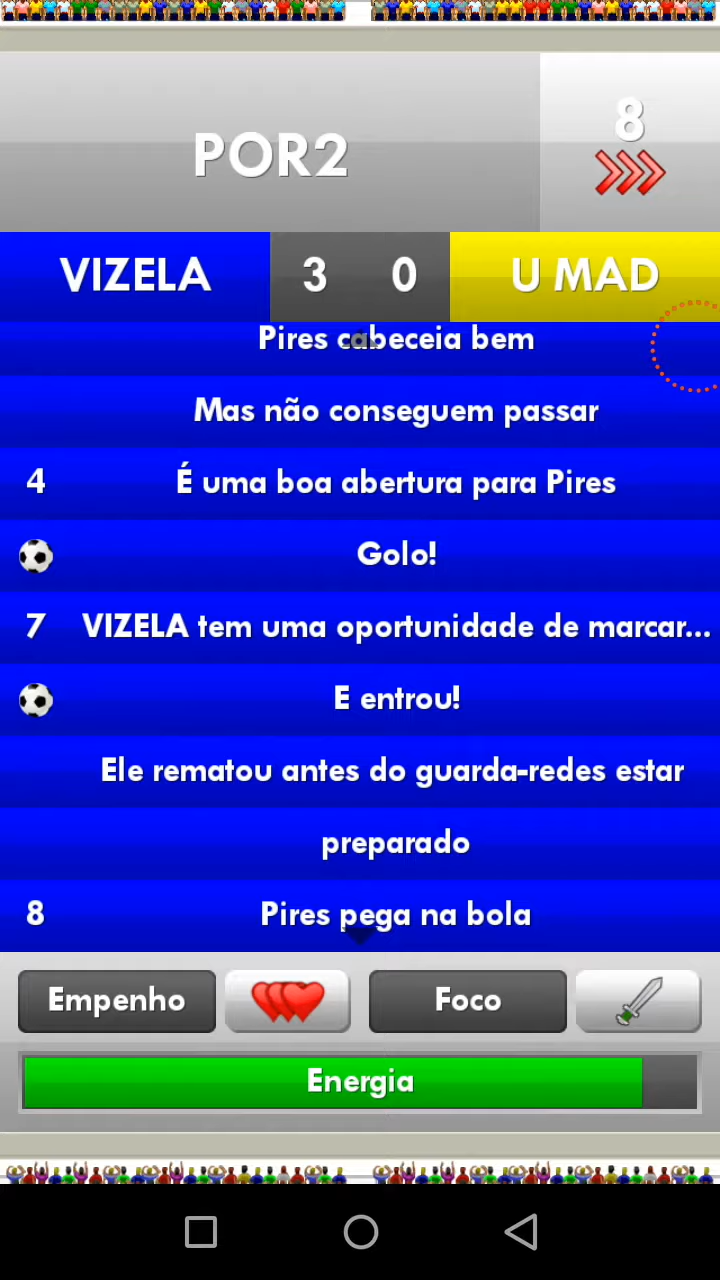 POR2
8
VIZELA 3 0 U MAD
Pires cabeceia bem
Mas não conseguem passar
4 É uma boa abertura para Pires
Golo!
7 VIZELA tem uma oportunidade de marcar...
E entrou!
Ele rematou antes do guarda-redes estar
preparado
8 Pires pega na bola
Empenho Foco
Energia